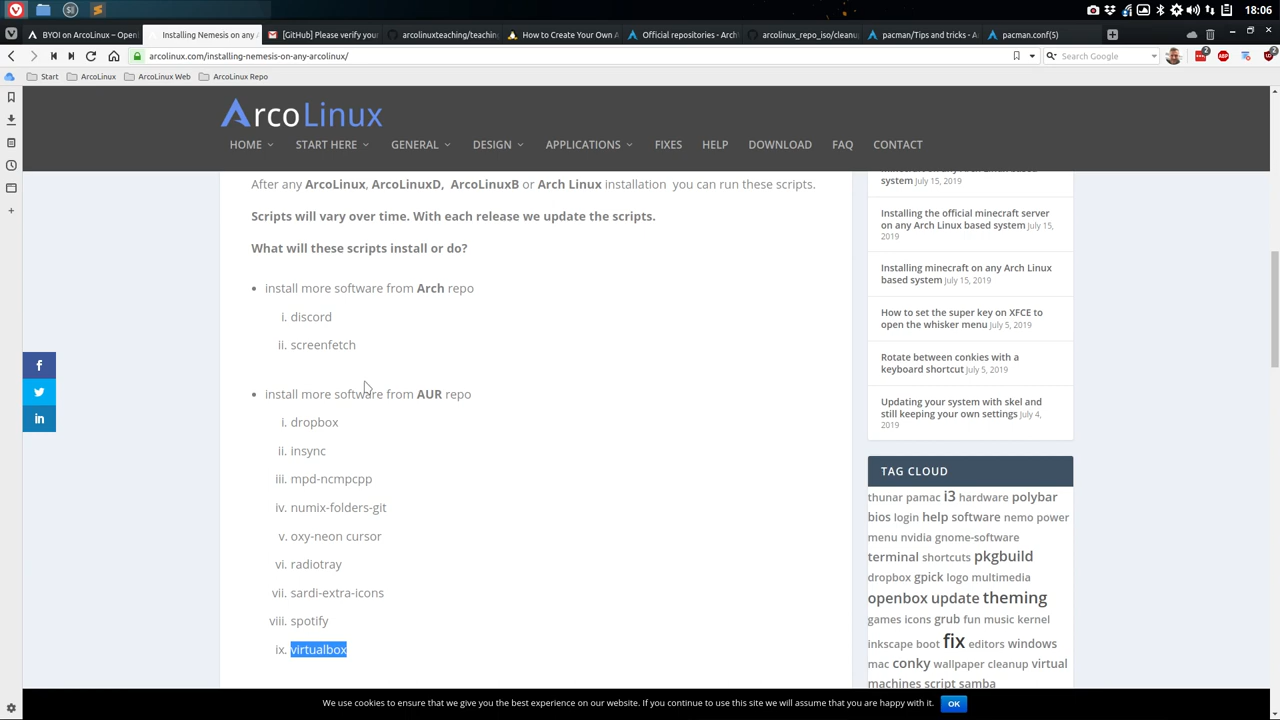 18:06
BYOI on ArcoLinux – Open
Installing Nemesis on any A
[GitHub] Please verify your
arcolinuxteaching/teachin
How to Create Your Own A
Official repositories - Arch
arcolinux_repo_iso/cleanu
pacman/Tips and tricks - A
pacman.conf(5)
arcolinux.com/installing-nemesis-on-any-arcolinux/
Search Google
2
2
Start
ArcoLinux
ArcoLinux Web
ArcoLinux Repo
ArcoLinux
HOME
START HERE
GENERAL
DESIGN
APPLICATIONS
FIXES
HELP
DOWNLOAD
FAQ
CONTACT
After any ArcoLinux, ArcoLinuxD, ArcoLinuxB or Arch Linux installation you can run these scripts.
Scripts will vary over time. With each release we update the scripts.
What will these scripts install or do?
• install more software from Arch repo
i. discord
ii. screenfetch
• install more software from AUR repo
i. dropbox
ii. insync
iii. mpd-ncmpcpp
iv. numix-folders-git
v. oxy-neon cursor
vi. radiotray
vii. sardi-extra-icons
viii. spotify
ix. virtualbox
system July 15, 2019
Installing the official minecraft server
on any Arch Linux based system July 15,
2019
Installing minecraft on any Arch Linux
based system July 15, 2019
How to set the super key on XFCE to
open the whisker menu July 5, 2019
Rotate between conkies with a
keyboard shortcut July 5, 2019
Updating your system with skel and
still keeping your own settings July 4,
2019
TAG CLOUD
thunar pamac i3 hardware polybar
bios login help software nemo power
menu nvidia gnome-software
terminal shortcuts pkgbuild
dropbox gpick logo multimedia
openbox update theming
games icons grub fun music kernel
inkscape boot fix editors windows
mac conky wallpaper cleanup virtual
machines script samba
We use cookies to ensure that we give you the best experience on our website. If you continue to use this site we will assume that you are happy with it.
OK